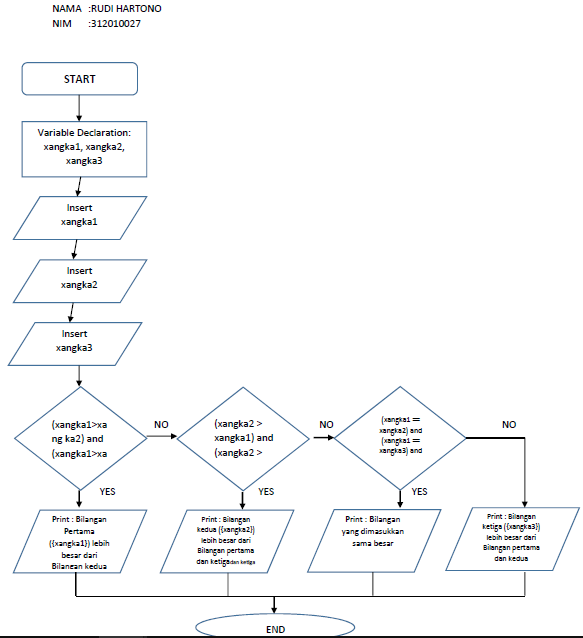 NAMA :RUDI HARTONO
NIM :312010027
START
Variable Declaration:
xangka1, xangka2,
xangka3
Insert
xangka1
Insert
xangka2
Insert
xangka3
(xangka1>xa
ng ka2) and
(xangka1>xa
NO
(xangka2 >
xangka1) and
(xangka2 >
NO
(xangka1 ==
xangka2) and
(xangka1 ==
xangka3) and
NO
YES
YES
YES
Print : Bilangan
Pertama
({xangka1}) lebih
besar dari
Bilangan kedua
Print : Bilangan
kedua ({xangka2})
lebih besar dari
Bilangan pertama
dan ketiga dan ketiga
Print : Bilangan
yang dimasukkan
sama besar
Print : Bilangan
ketiga ({xangka3})
lebih besar dari
Bilangan pertama
dan kedua
END